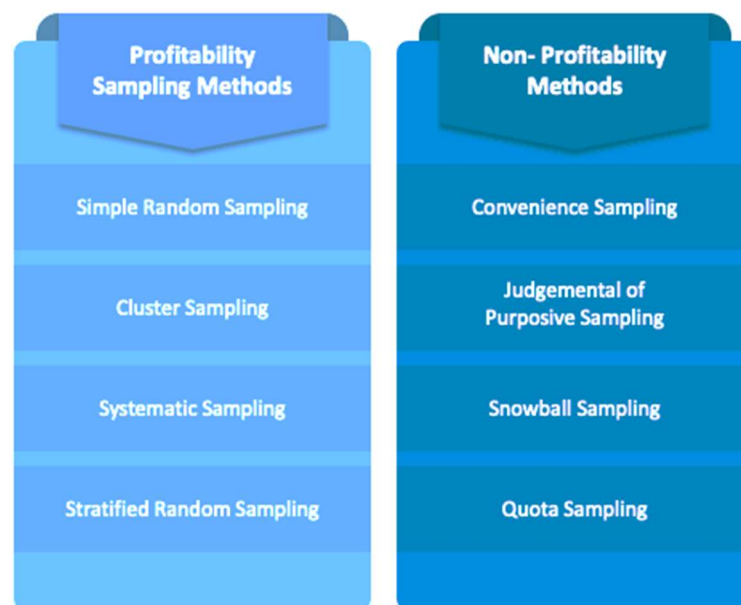 Profitability
Sampling Methods
Simple Random Sampling
Cluster Sampling
Systematic Sampling
Stratified Random Sampling
Non- Profitability
Methods
Convenience Sampling
Judgemental of
Purposive Sampling
Snowball Sampling
Quota Sampling